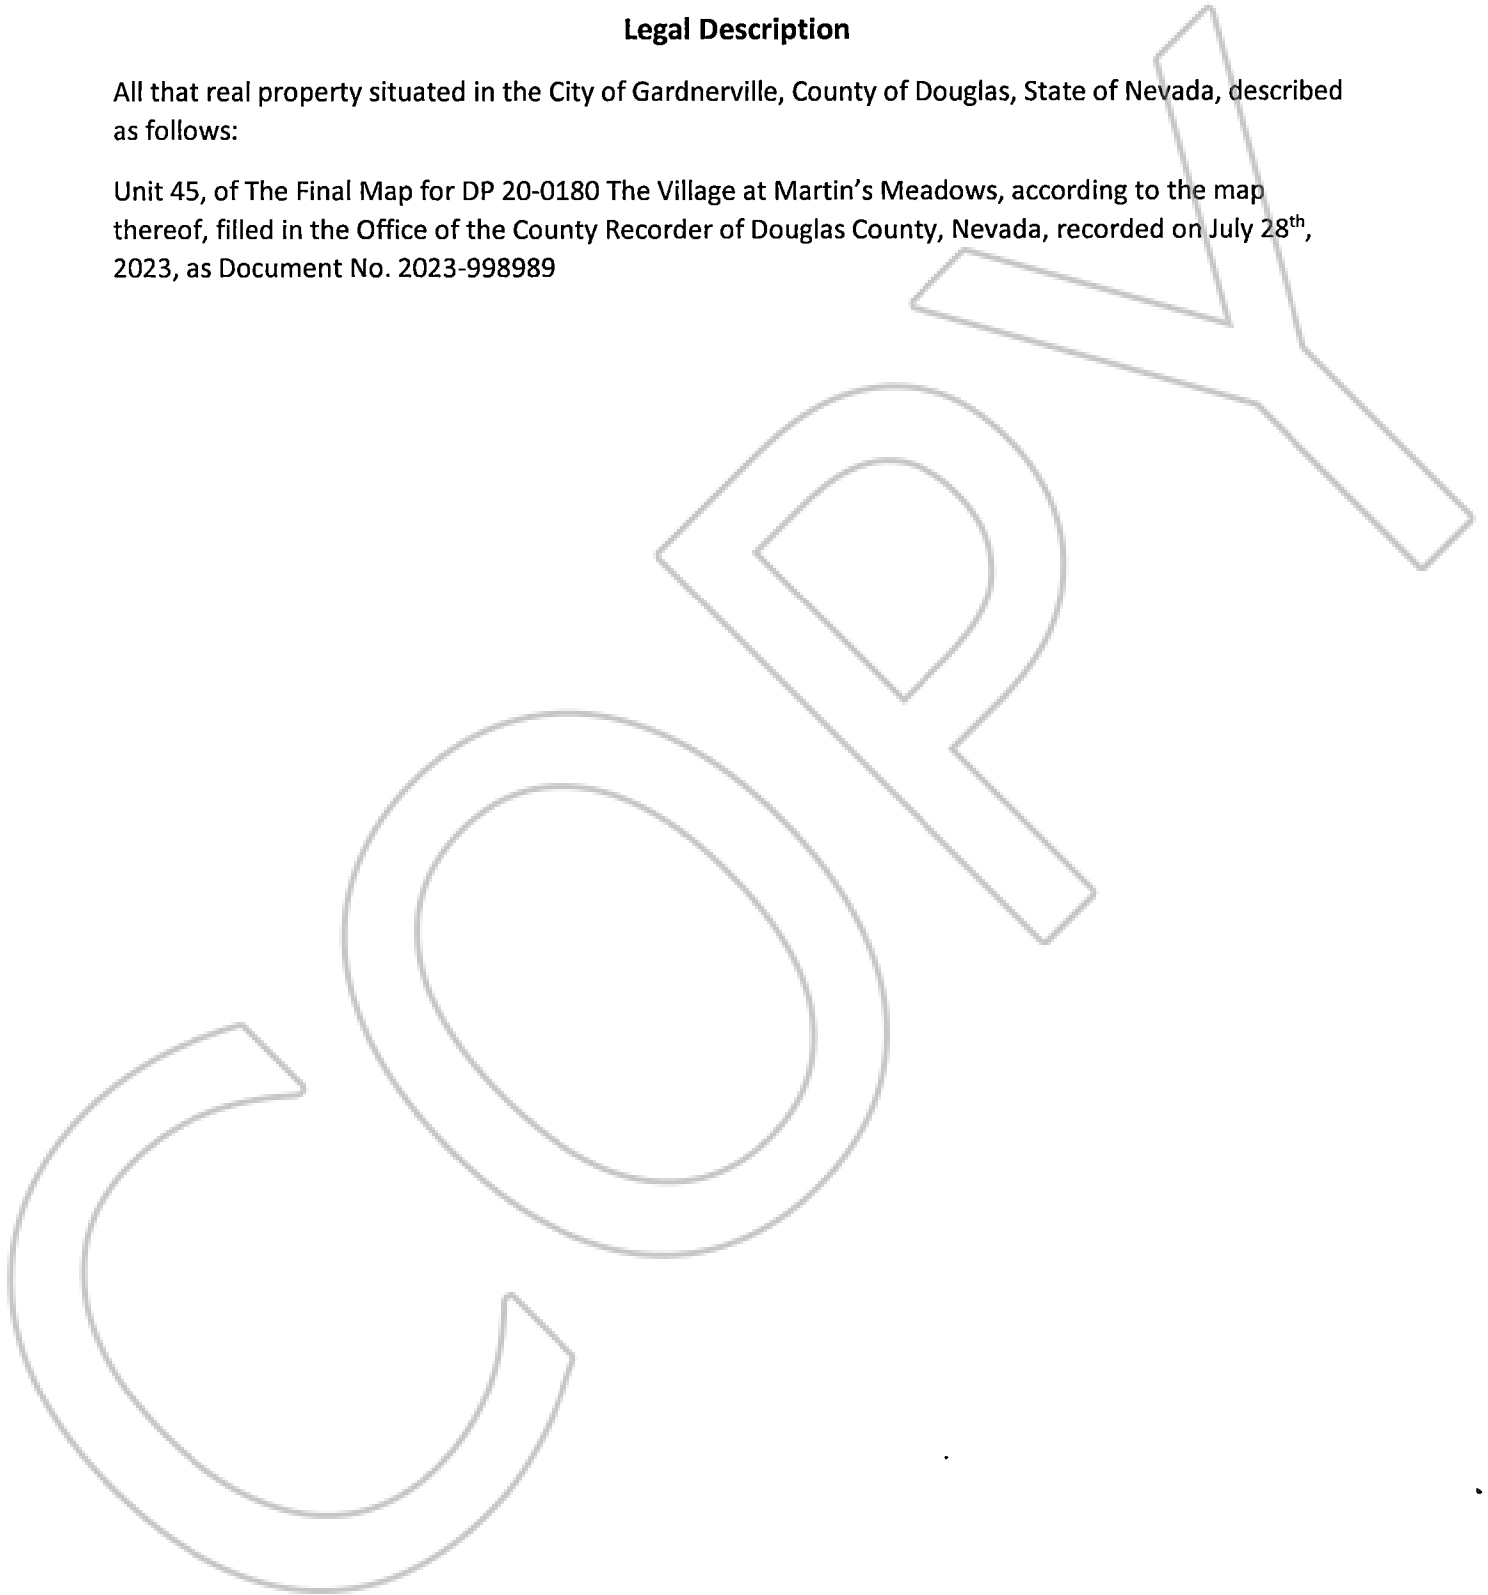 Legal Description
All that real property situated in the City of Gardnerville, County of Douglas, State of Nevada, described
as follows:
Unit 45, of The Final Map for DP 20-0180 The Village at Martin’s Meadows, according to the map
thereof, filled in the Office of the County Recorder of Douglas County, Nevada, recorded on July 28th,
2023, as Document No. 2023-998989
COPY